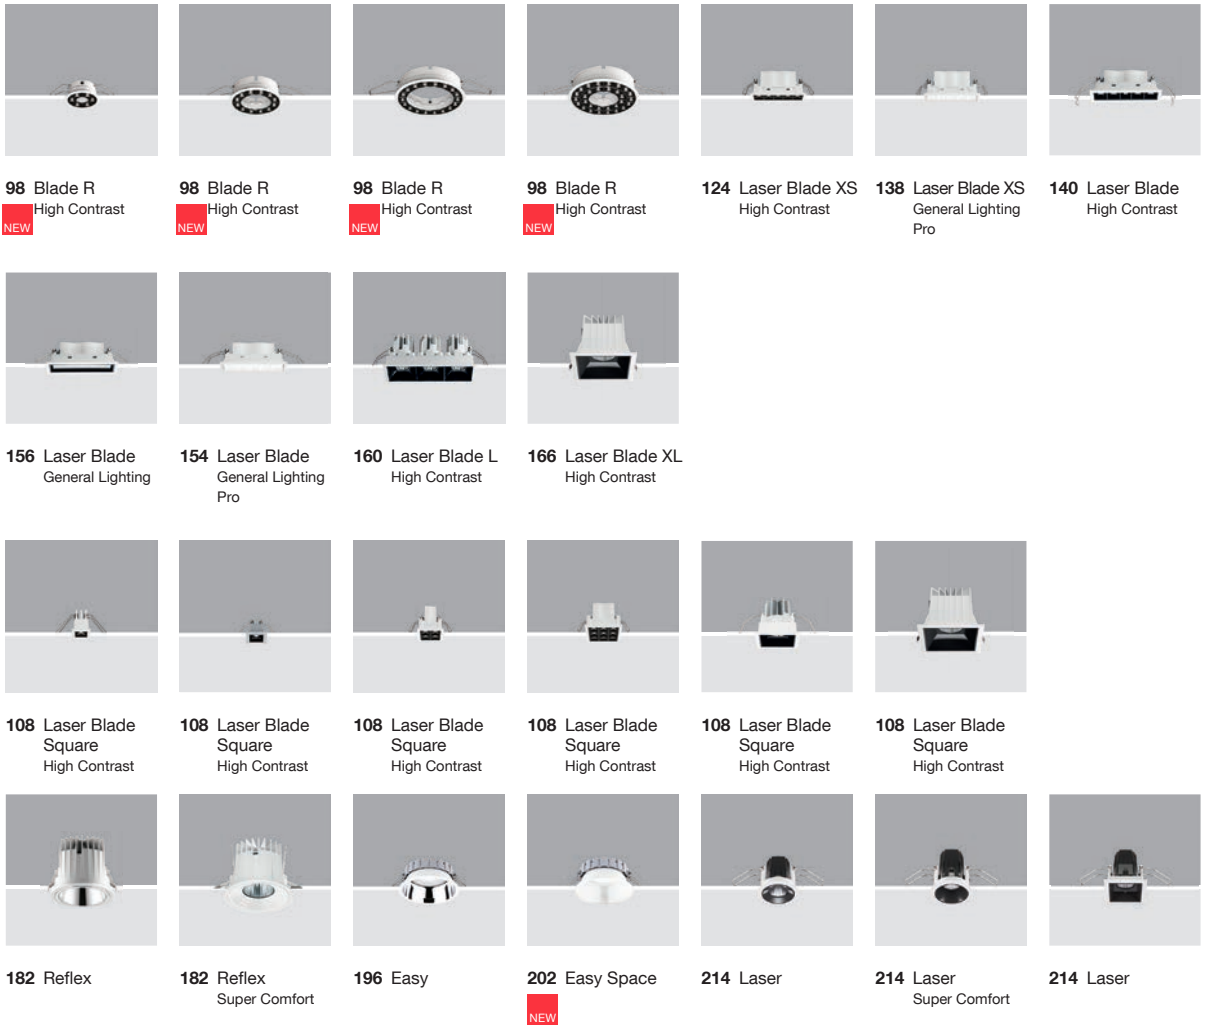 98 Blade R
High Contrast
NEW
98 Blade R
High Contrast
NEW
98 Blade R
High Contrast
NEW
98 Blade R
High Contrast
NEW
124 Laser Blade XS
High Contrast
138 Laser Blade XS
General Lighting
Pro
140 Laser Blade
High Contrast
156 Laser Blade
General Lighting
154 Laser Blade
General Lighting
Pro
160 Laser Blade L
High Contrast
166 Laser Blade XL
High Contrast
108 Laser Blade
Square
High Contrast
108 Laser Blade
Square
High Contrast
108 Laser Blade
Square
High Contrast
108 Laser Blade
Square
High Contrast
108 Laser Blade
Square
High Contrast
108 Laser Blade
Square
High Contrast
182 Reflex
182 Reflex
Super Comfort
196 Easy
202 Easy Space
NEW
214 Laser
214 Laser
Super Comfort
214 Laser